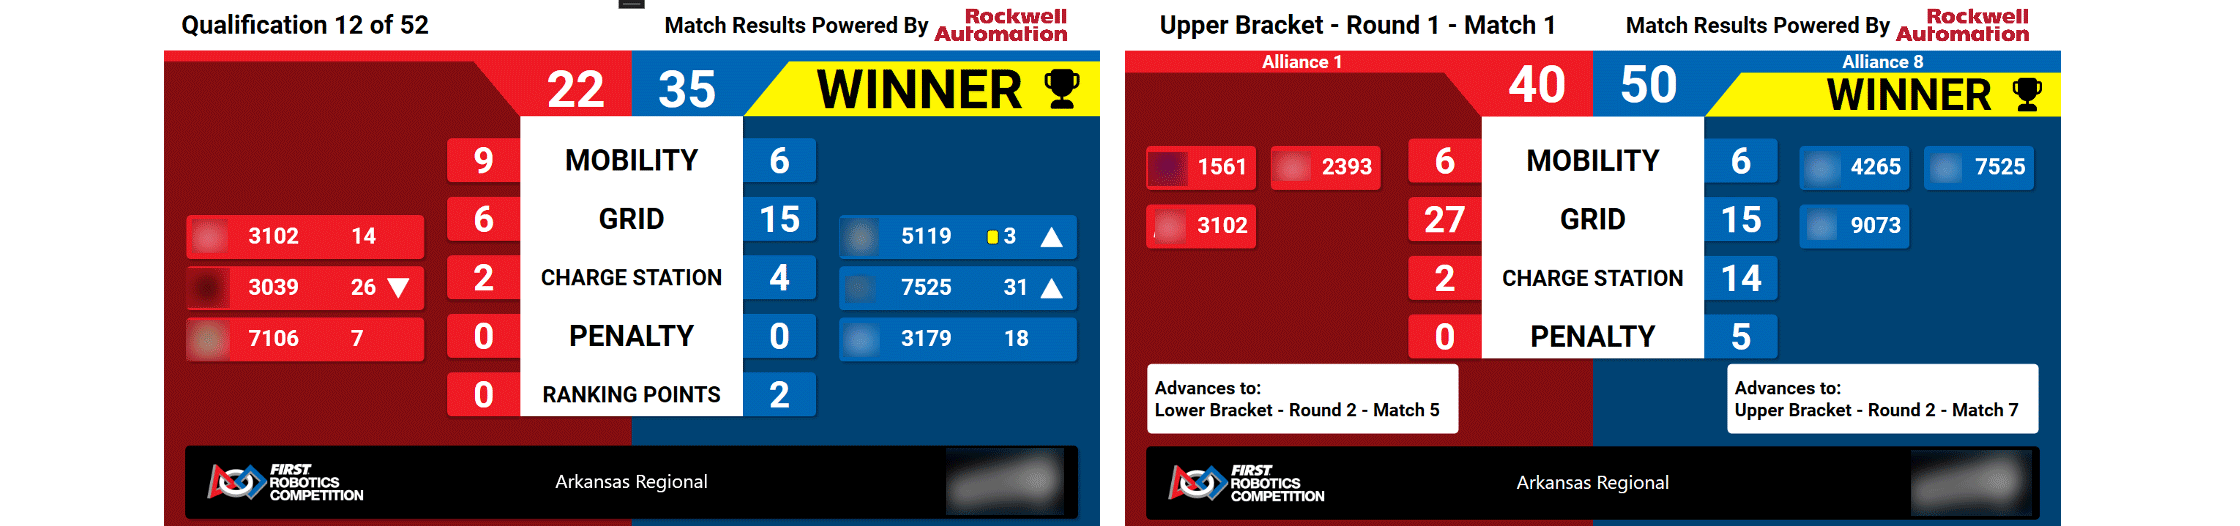 Qualification 12 of 52
Match Results Powered By Rockwell Automation
22 35 WINNER
9 MOBILITY 6
6 GRID 15
2 CHARGE STATION 4
0 PENALTY 0
0 RANKING POINTS 2
3102 14
3039 26
7106 7
5119 3
7525 31
3179 18
FIRST ROBOTICS COMPETITION
Arkansas Regional
Upper Bracket - Round 1 - Match 1
Match Results Powered By Rockwell Automation
Alliance 1
40 50
Alliance 8
WINNER
1561 2393
3102
6 MOBILITY 6
27 GRID 15
2 CHARGE STATION 14
0 PENALTY 5
4265 7525
9073
Advances to:
Lower Bracket - Round 2 - Match 5
Advances to:
Upper Bracket - Round 2 - Match 7
FIRST ROBOTICS COMPETITION
Arkansas Regional